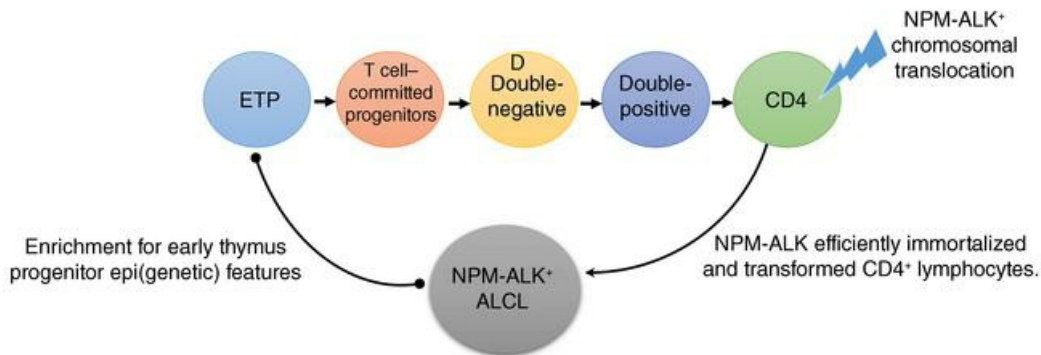 NPM-ALK⁺
chromosomal
translocation
ETP
T cell–
committed
progenitors
D
Double-
negative
Double-
positive
CD4
Enrichment for early thymus
progenitor epi(genetic) features
NPM-ALK⁺
ALCL
NPM-ALK efficiently immortalized
and transformed CD4⁺ lymphocytes.